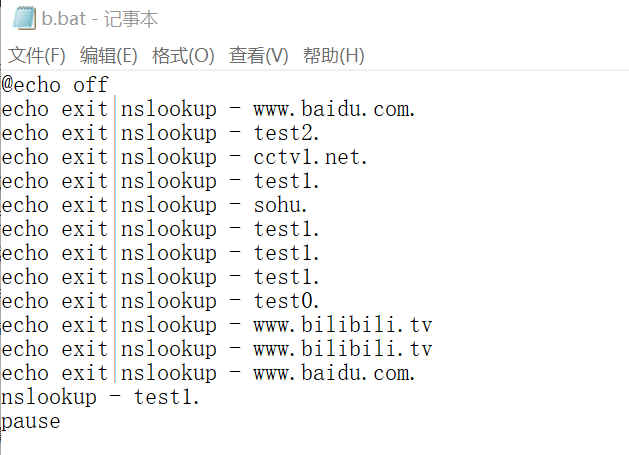 b.bat - 记事本
文件(F) 编辑(E) 格式(O) 查看(V) 帮助(H)
@echo off
echo exit nslookup - www.baidu.com.
echo exit nslookup - test2.
echo exit nslookup - cctv1.net.
echo exit nslookup - test1.
echo exit nslookup - sohu.
echo exit nslookup - test1.
echo exit nslookup - test1.
echo exit nslookup - test1.
echo exit nslookup - test0.
echo exit nslookup - www.bilibili.tv
echo exit nslookup - www.bilibili.tv
echo exit nslookup - www.baidu.com.
nslookup - test1.
pause